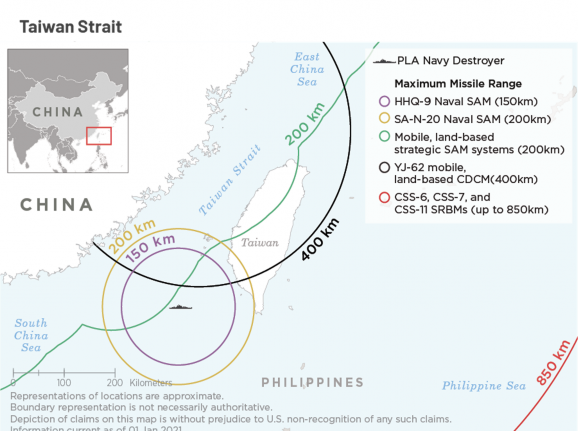 Taiwan Strait
CHINA
East
China
Sea
PLA Navy Destroyer
Maximum Missile Range
HHQ-9 Naval SAM (150km)
SA-N-20 Naval SAM (200km)
Mobile, land-based
strategic SAM systems (200km)
YJ-62 mobile,
land-based CDCM(400km)
CSS-6, CSS-7, and
CSS-11 SRBMs (up to 850km)
200 km
Taiwan Strait
CHINA
Taiwan
400 km
200 km
150 km
South
China
Sea
850 km
0 100 200 Kilometers
PHILIPPINES
Philippine Sea
Representations of locations are approximate.
Boundary representation is not necessarily authoritative.
Depiction of claims on this map is without prejudice to U.S. non-recognition of any such claims.
Information current as of 01 Jan 2021